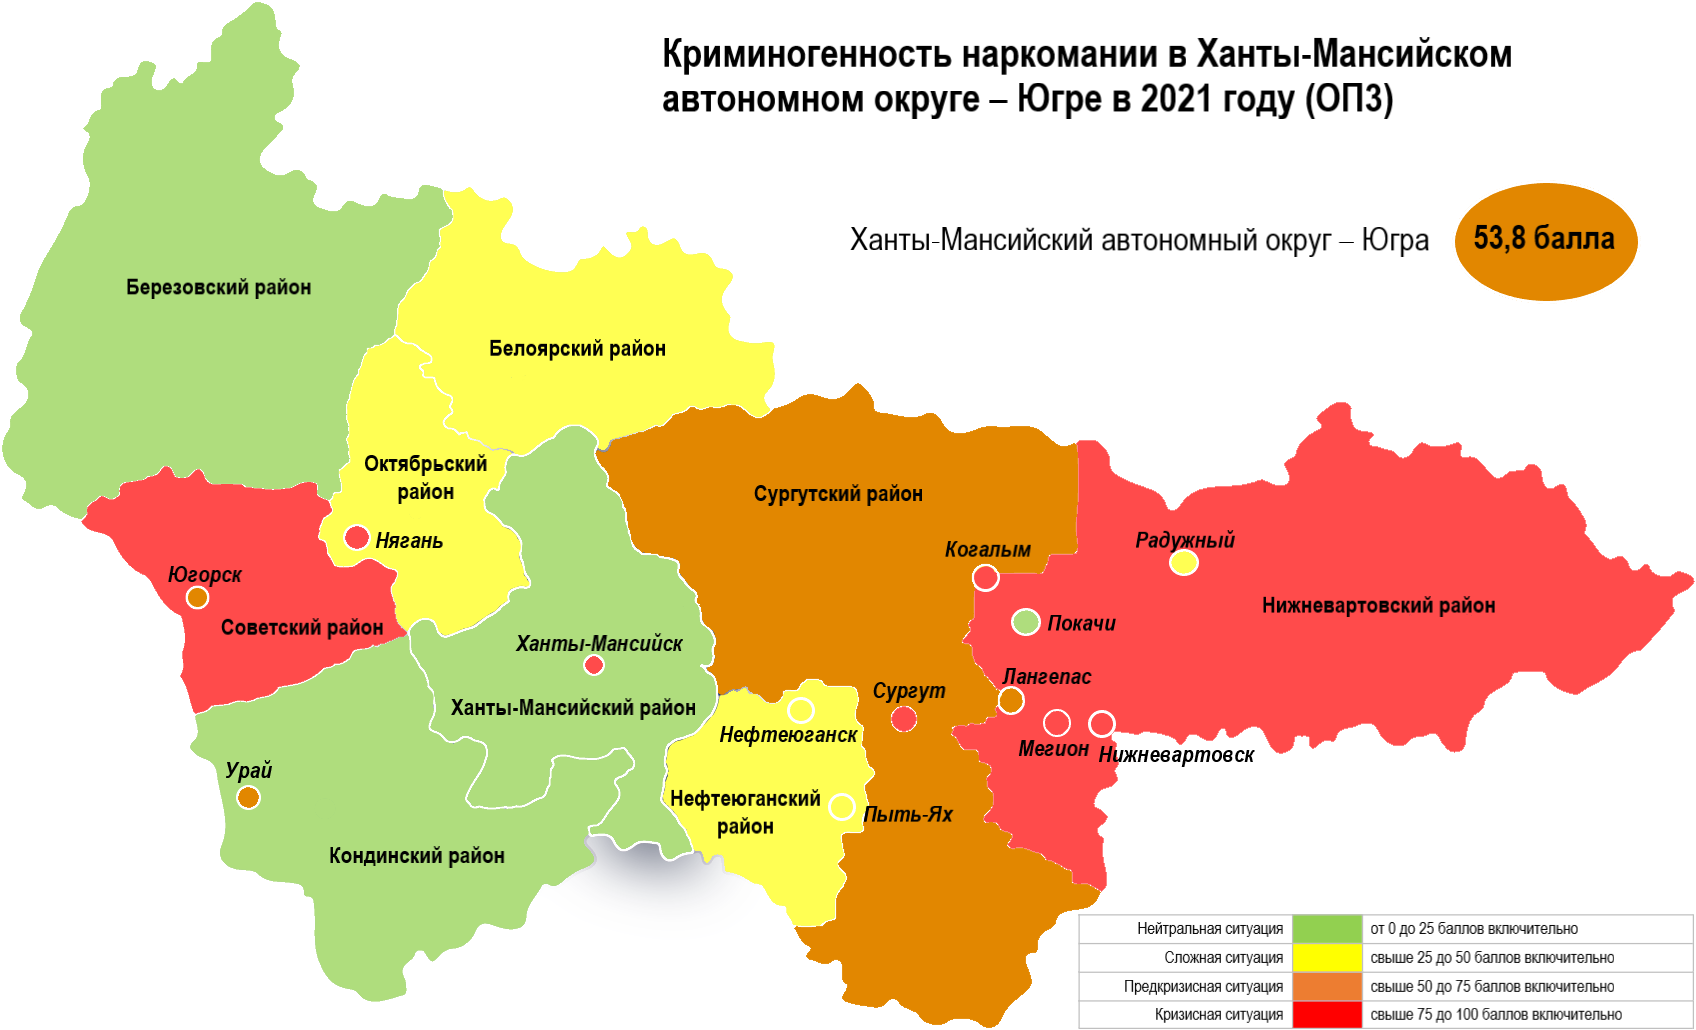 Криминогенность наркомании в Ханты-Мансийском
автономном округе – Югре в 2021 году (ОП3)
Ханты-Мансийский автономный округ – Югра
53,8 балла
Березовский район
Белоярский район
Октябрьский
район
Сургутский район
Нягань
Когалым
Радужный
Югорск
Нижневартовский район
Советский район
Покачи
Ханты-Мансийск
Лангепас
Сургут
Ханты-Мансийский район
Нефтеюганск
Мегион
Нижневартовск
Урай
Нефтеюганский
район
Пыть-Ях
Кондинский район
Нейтральная ситуация от 0 до 25 баллов включительно
Сложная ситуация свыше 25 до 50 баллов включительно
Предкризисная ситуация свыше 50 до 75 баллов включительно
Кризисная ситуация свыше 75 до 100 баллов включительно